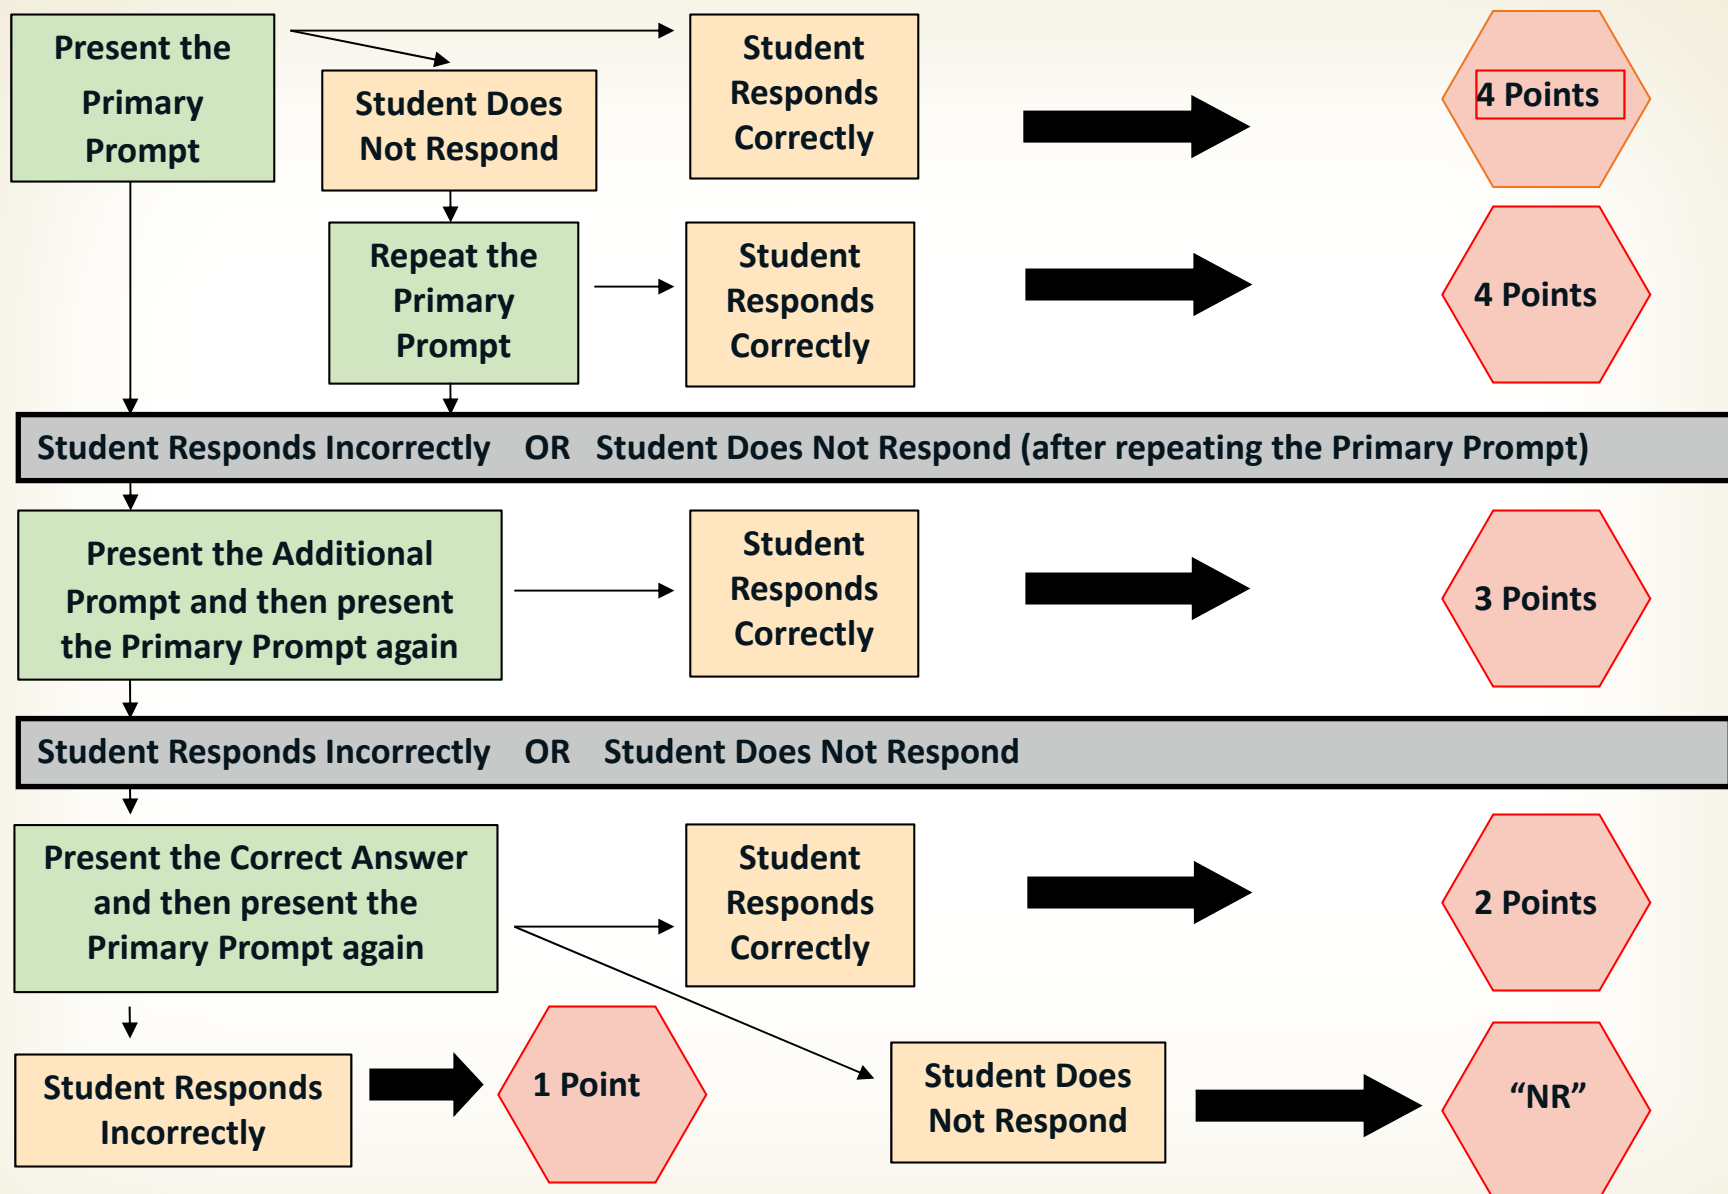 Present the
Primary
Prompt
Student Does
Not Respond
Student
Responds
Correctly
4 Points
Repeat the
Primary
Prompt
Student
Responds
Correctly
4 Points
Student Responds Incorrectly OR Student Does Not Respond (after repeating the Primary Prompt)
Present the Additional
Prompt and then present
the Primary Prompt again
Student
Responds
Correctly
3 Points
Student Responds Incorrectly OR Student Does Not Respond
Present the Correct Answer
and then present the
Primary Prompt again
Student
Responds
Correctly
2 Points
Student Responds
Incorrectly
1 Point
Student Does
Not Respond
“NR”